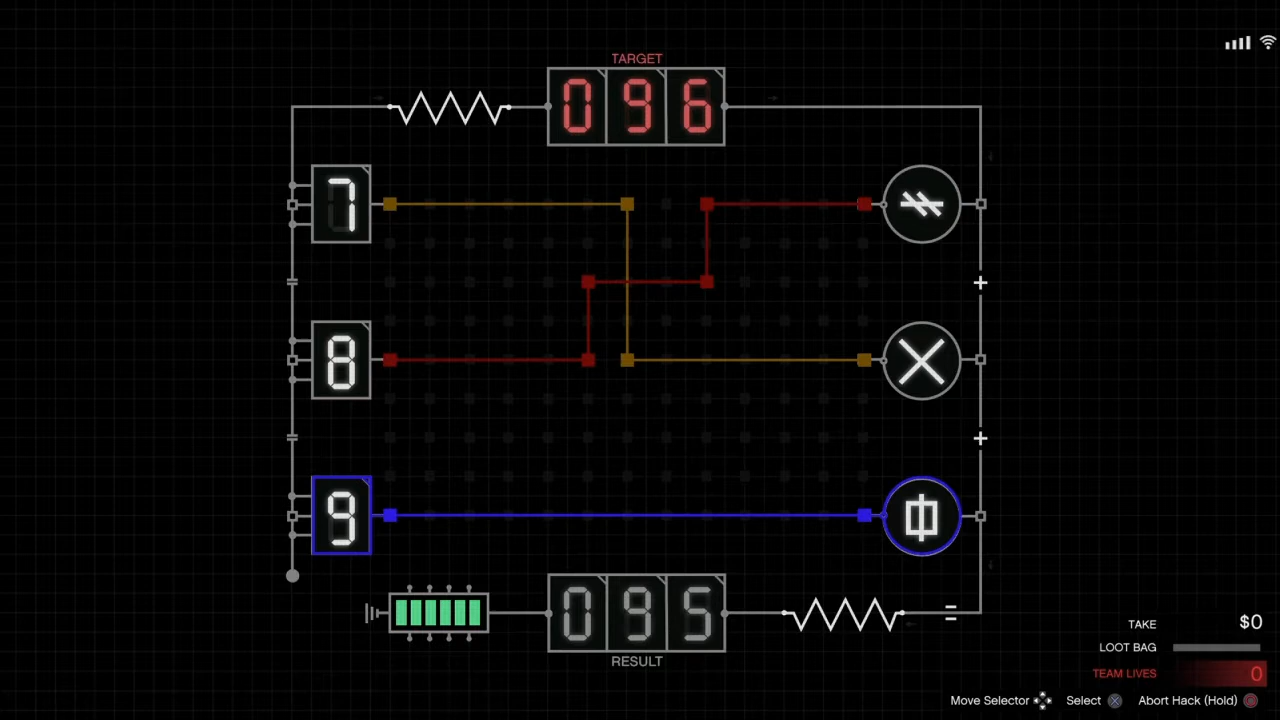 TARGET
096
7
8
9
095
RESULT
TAKE $0
LOOT BAG
TEAM LIVES 0
Move Selector Select Abort Hack (Hold)